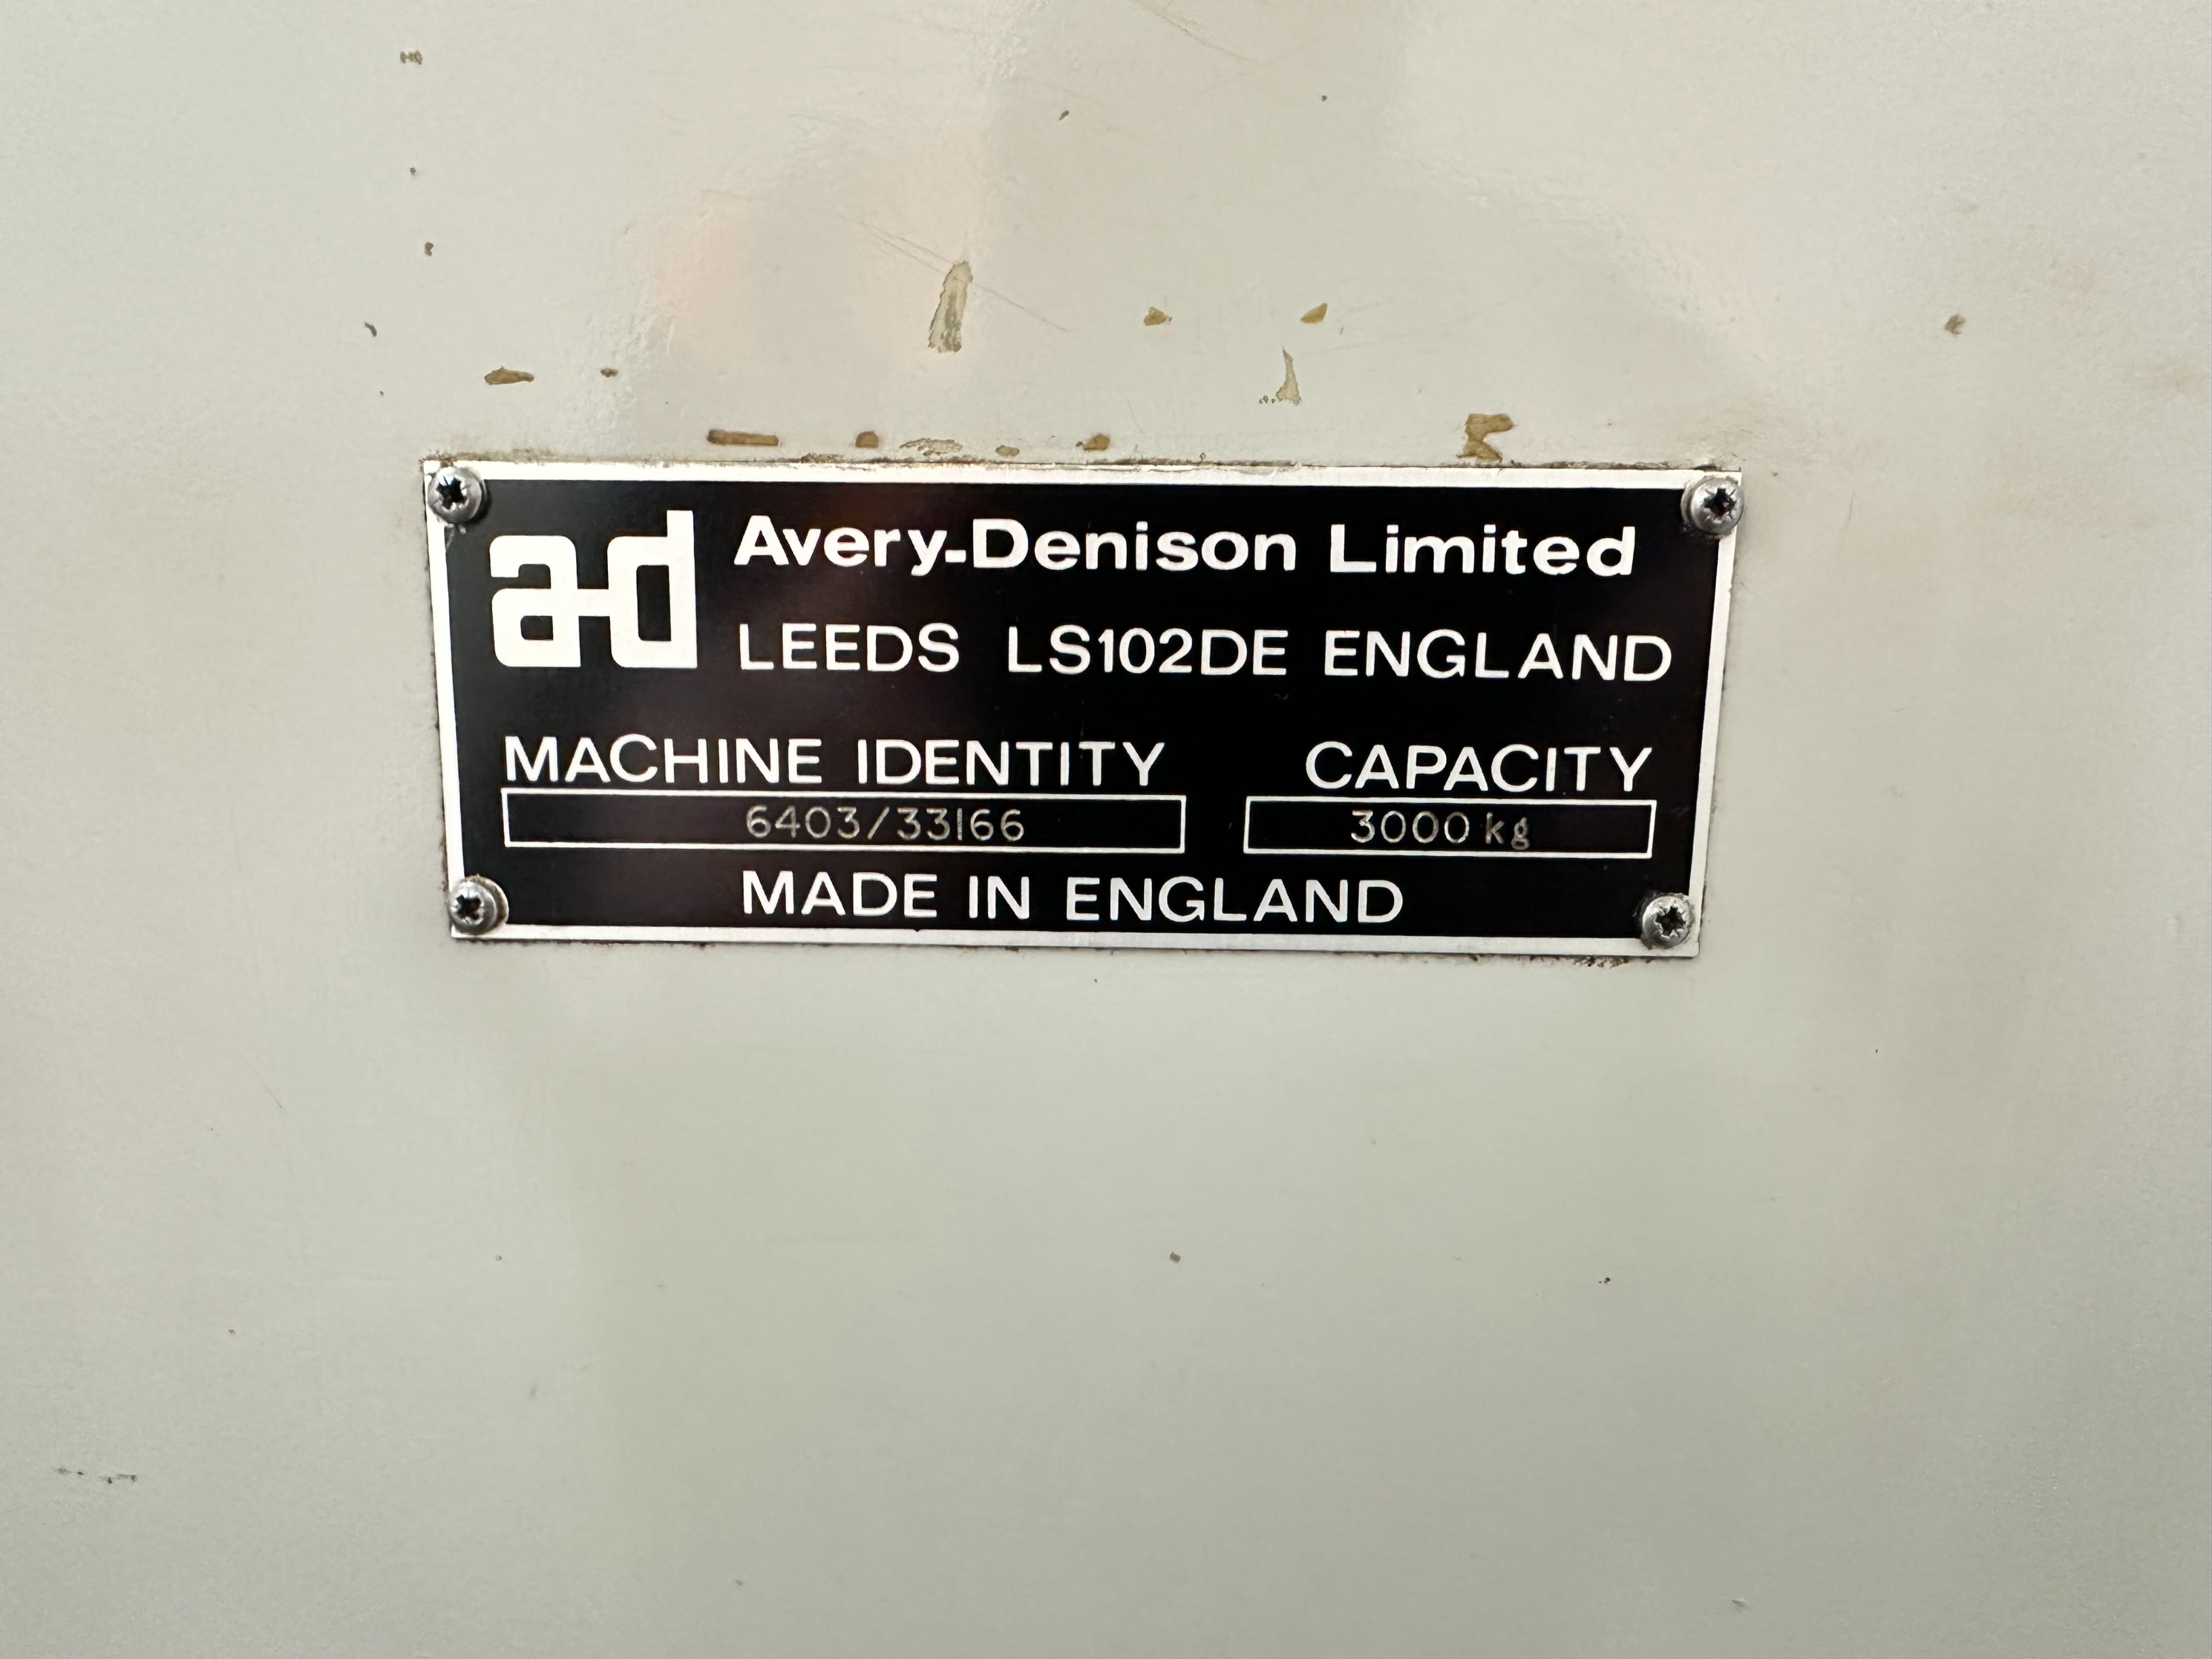 a-d Avery-Denison Limited
LEEDS LS102DE ENGLAND
MACHINE IDENTITY CAPACITY
6403/33166 3000 kg
MADE IN ENGLAND